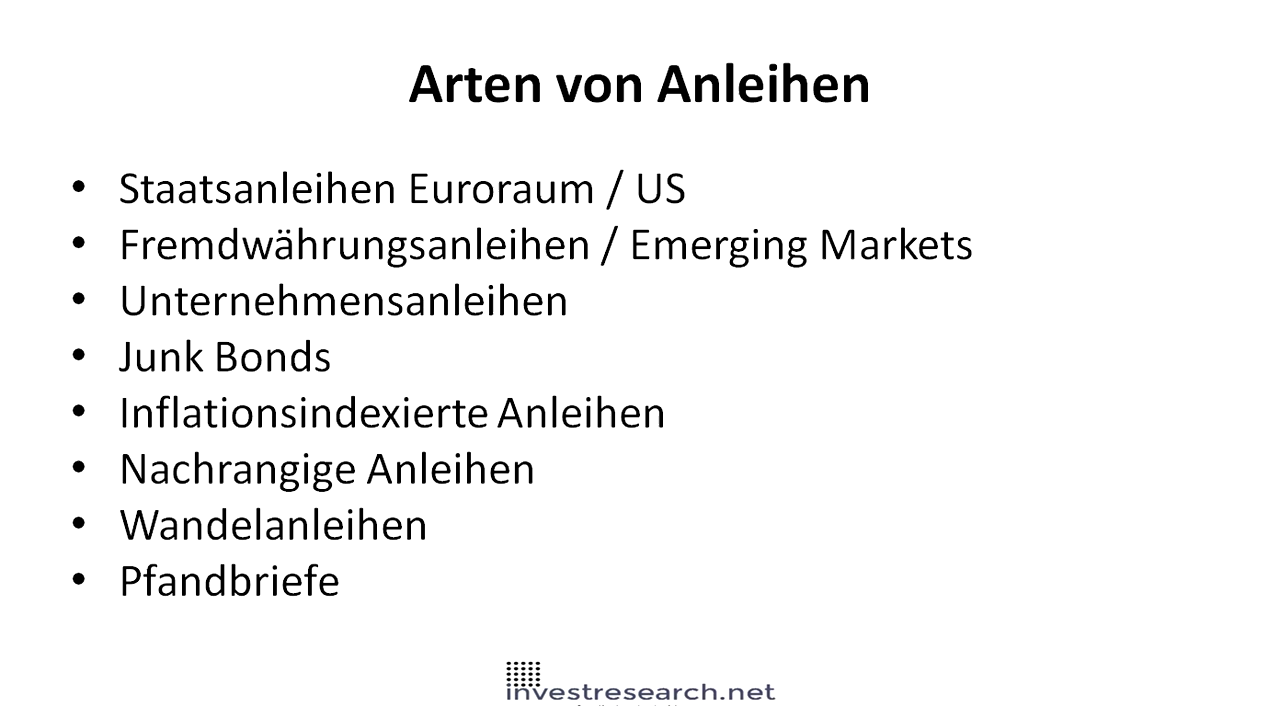 Arten von Anleihen
• Staatsanleihen Euroraum / US
• Fremdwährungsanleihen / Emerging Markets
• Unternehmensanleihen
• Junk Bonds
• Inflationsindexierte Anleihen
• Nachrangige Anleihen
• Wandelanleihen
• Pfandbriefe
investresearch.net